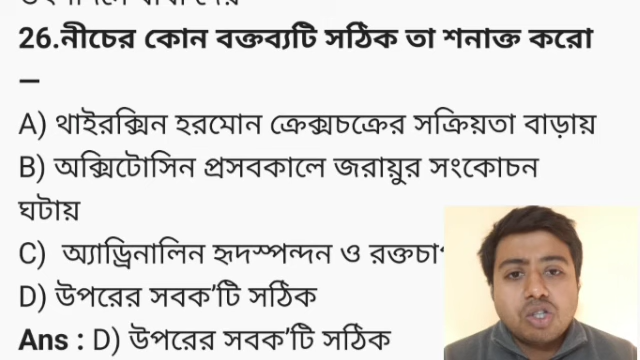 26.নীচের কোন বক্তব্যটি সঠিক তা শনাক্ত করো
–
A) থাইরক্সিন হরমোন ক্রেক্সচক্রের সক্রিয়তা বাড়ায়
B) অক্সিটোসিন প্রসবকালে জরায়ুর সংকোচন
ঘটায়
C) অ্যাড্রিনালিন হৃদস্পন্দন ও
D) উপরের সবক'টি সঠিক
Ans : D) উপরের সবক'টি সঠিক